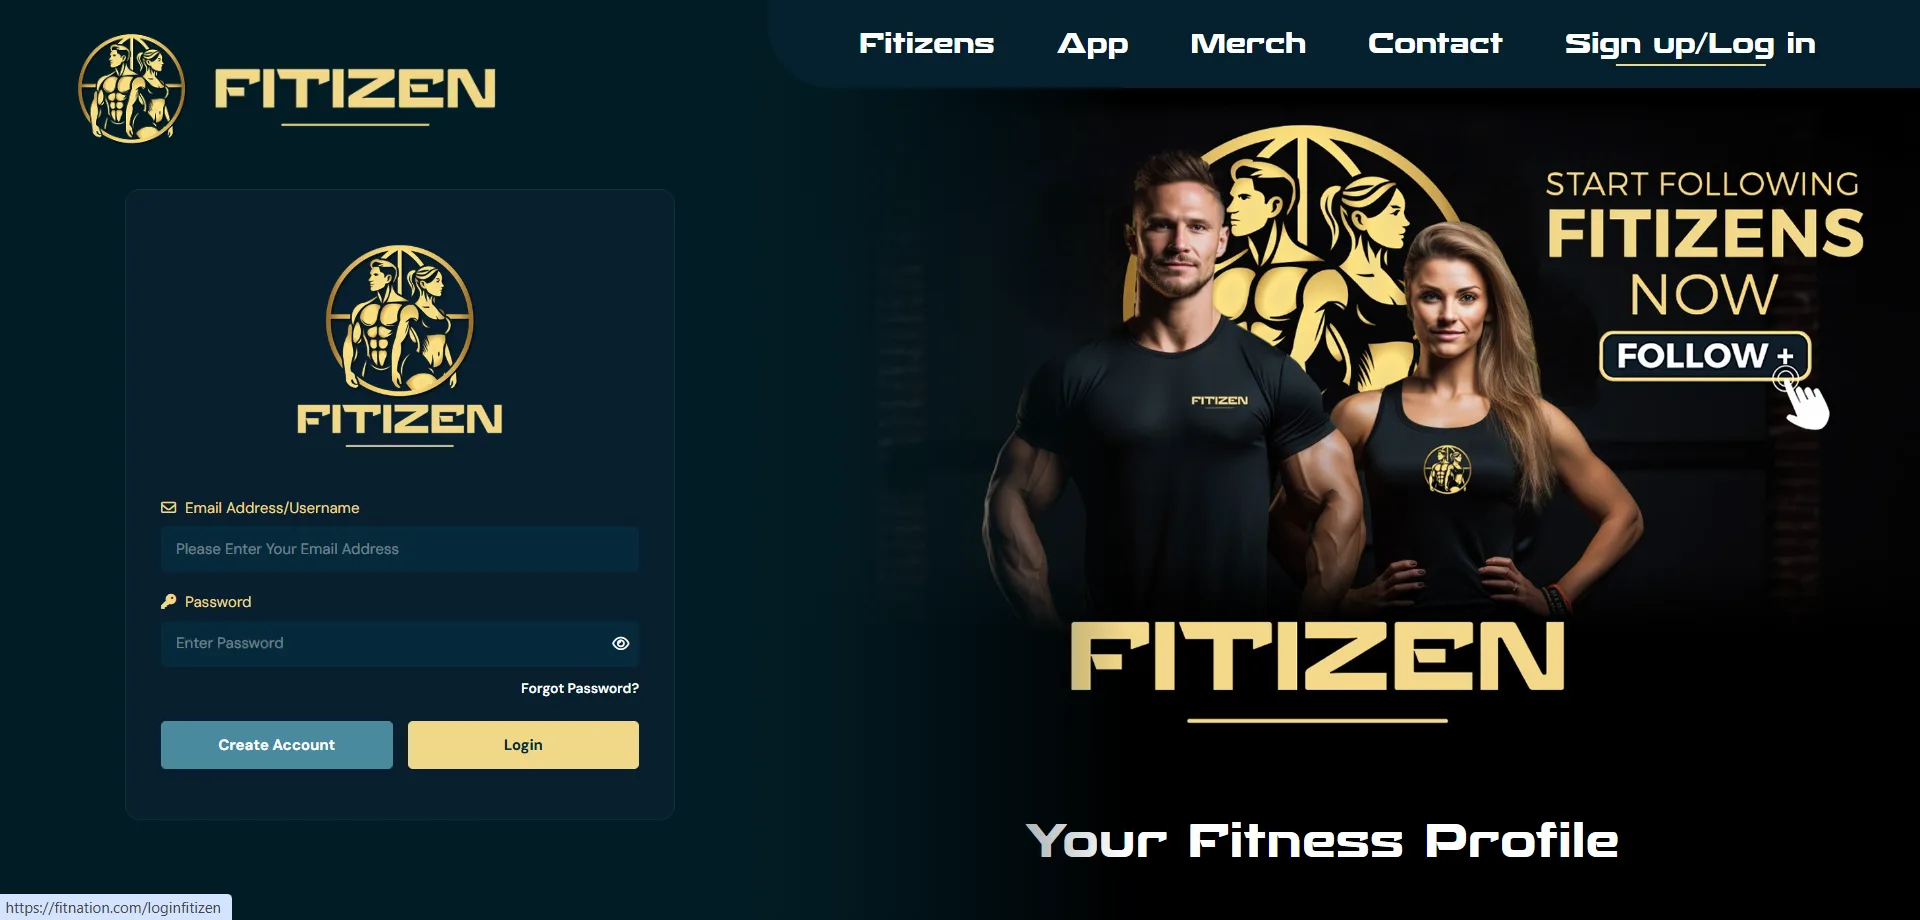 FITIZEN
Fitizens
App
Merch
Contact
Sign up/Log in
FITIZEN
Email Address/Username
Please Enter Your Email Address
Password
Enter Password
Forgot Password?
Create Account
Login
START FOLLOWING
FITIZENS
NOW
FOLLOW +
FITIZEN
FITIZEN
Your Fitness Profile
https://fitnation.com/loginfitizen